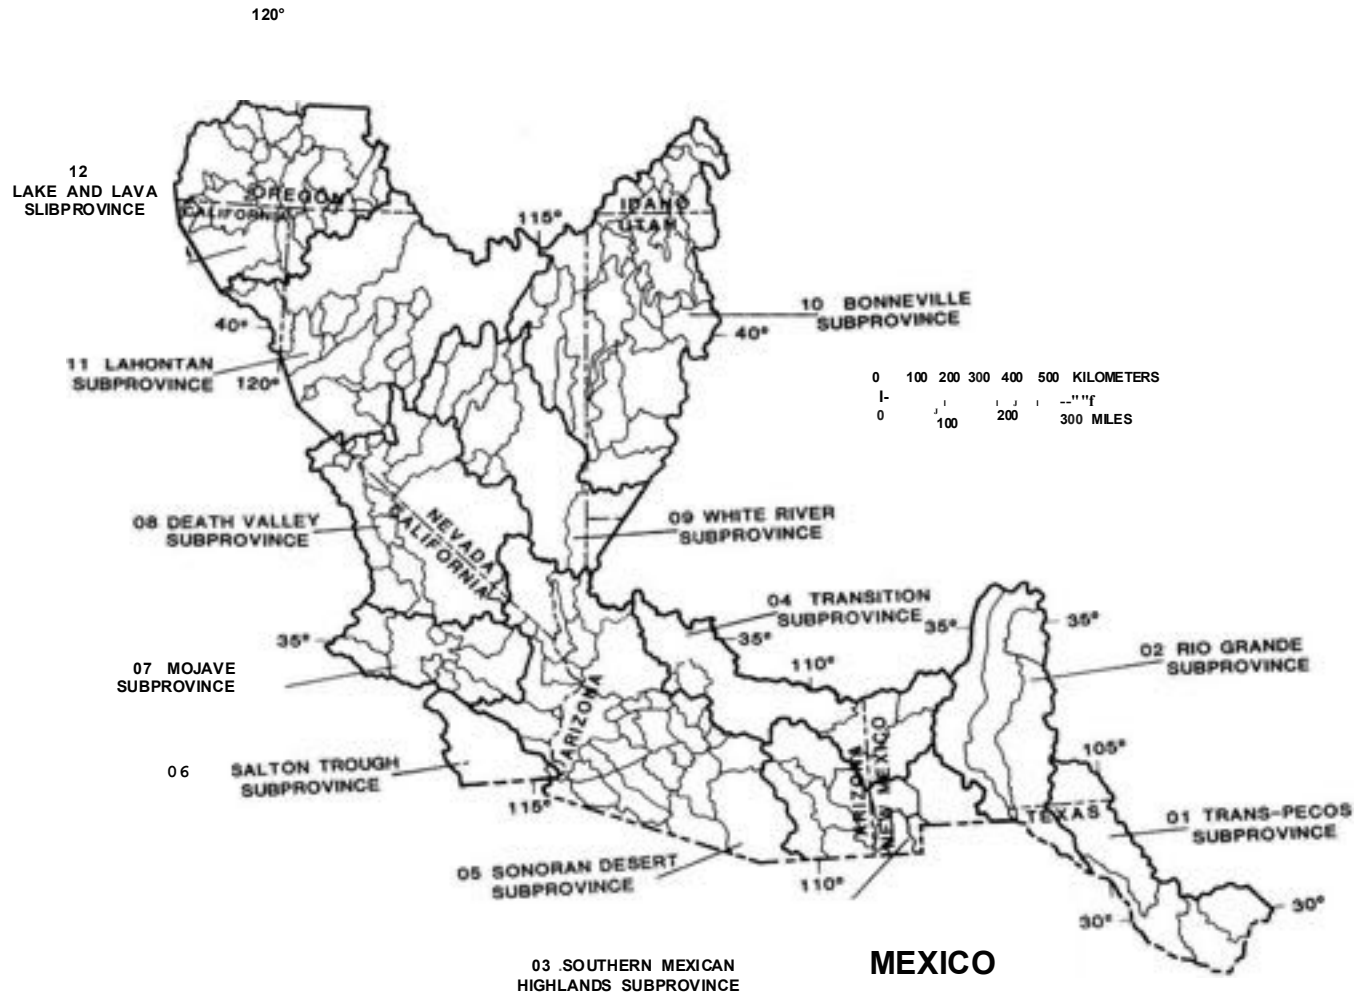 120°
12
LAKE AND LAVA
SLIBPROVINCE
OREGON
CALIFORNIA
115°
IDAHO
UTAH
10 BONNEVILLE
SUBPROVINCE
40°
40°
11 LAHONTAN
SUBPROVINCE
120°
0 100 200 300 400 500 KILOMETERS
I- --""f
0 100 200 300 MILES
08 DEATH VALLEY
SUBPROVINCE
NEVADA
CALIFORNIA
09 WHITE RIVER
SUBPROVINCE
04 TRANSITION
SUBPROVINCE
35°
35°
35°
35°
110°
02 RIO GRANDE
SUBPROVINCE
07 MOJAVE
SUBPROVINCE
ARIZONA
ARIZONA
NEW MEXICO
105°
06 SALTON TROUGH
SUBPROVINCE
115°
TEXAS
01 TRANS-PECOS
SUBPROVINCE
05 SONORAN DESERT
SUBPROVINCE
110°
30°
30°
03 .SOUTHERN MEXICAN
HIGHLANDS SUBPROVINCE
MEXICO